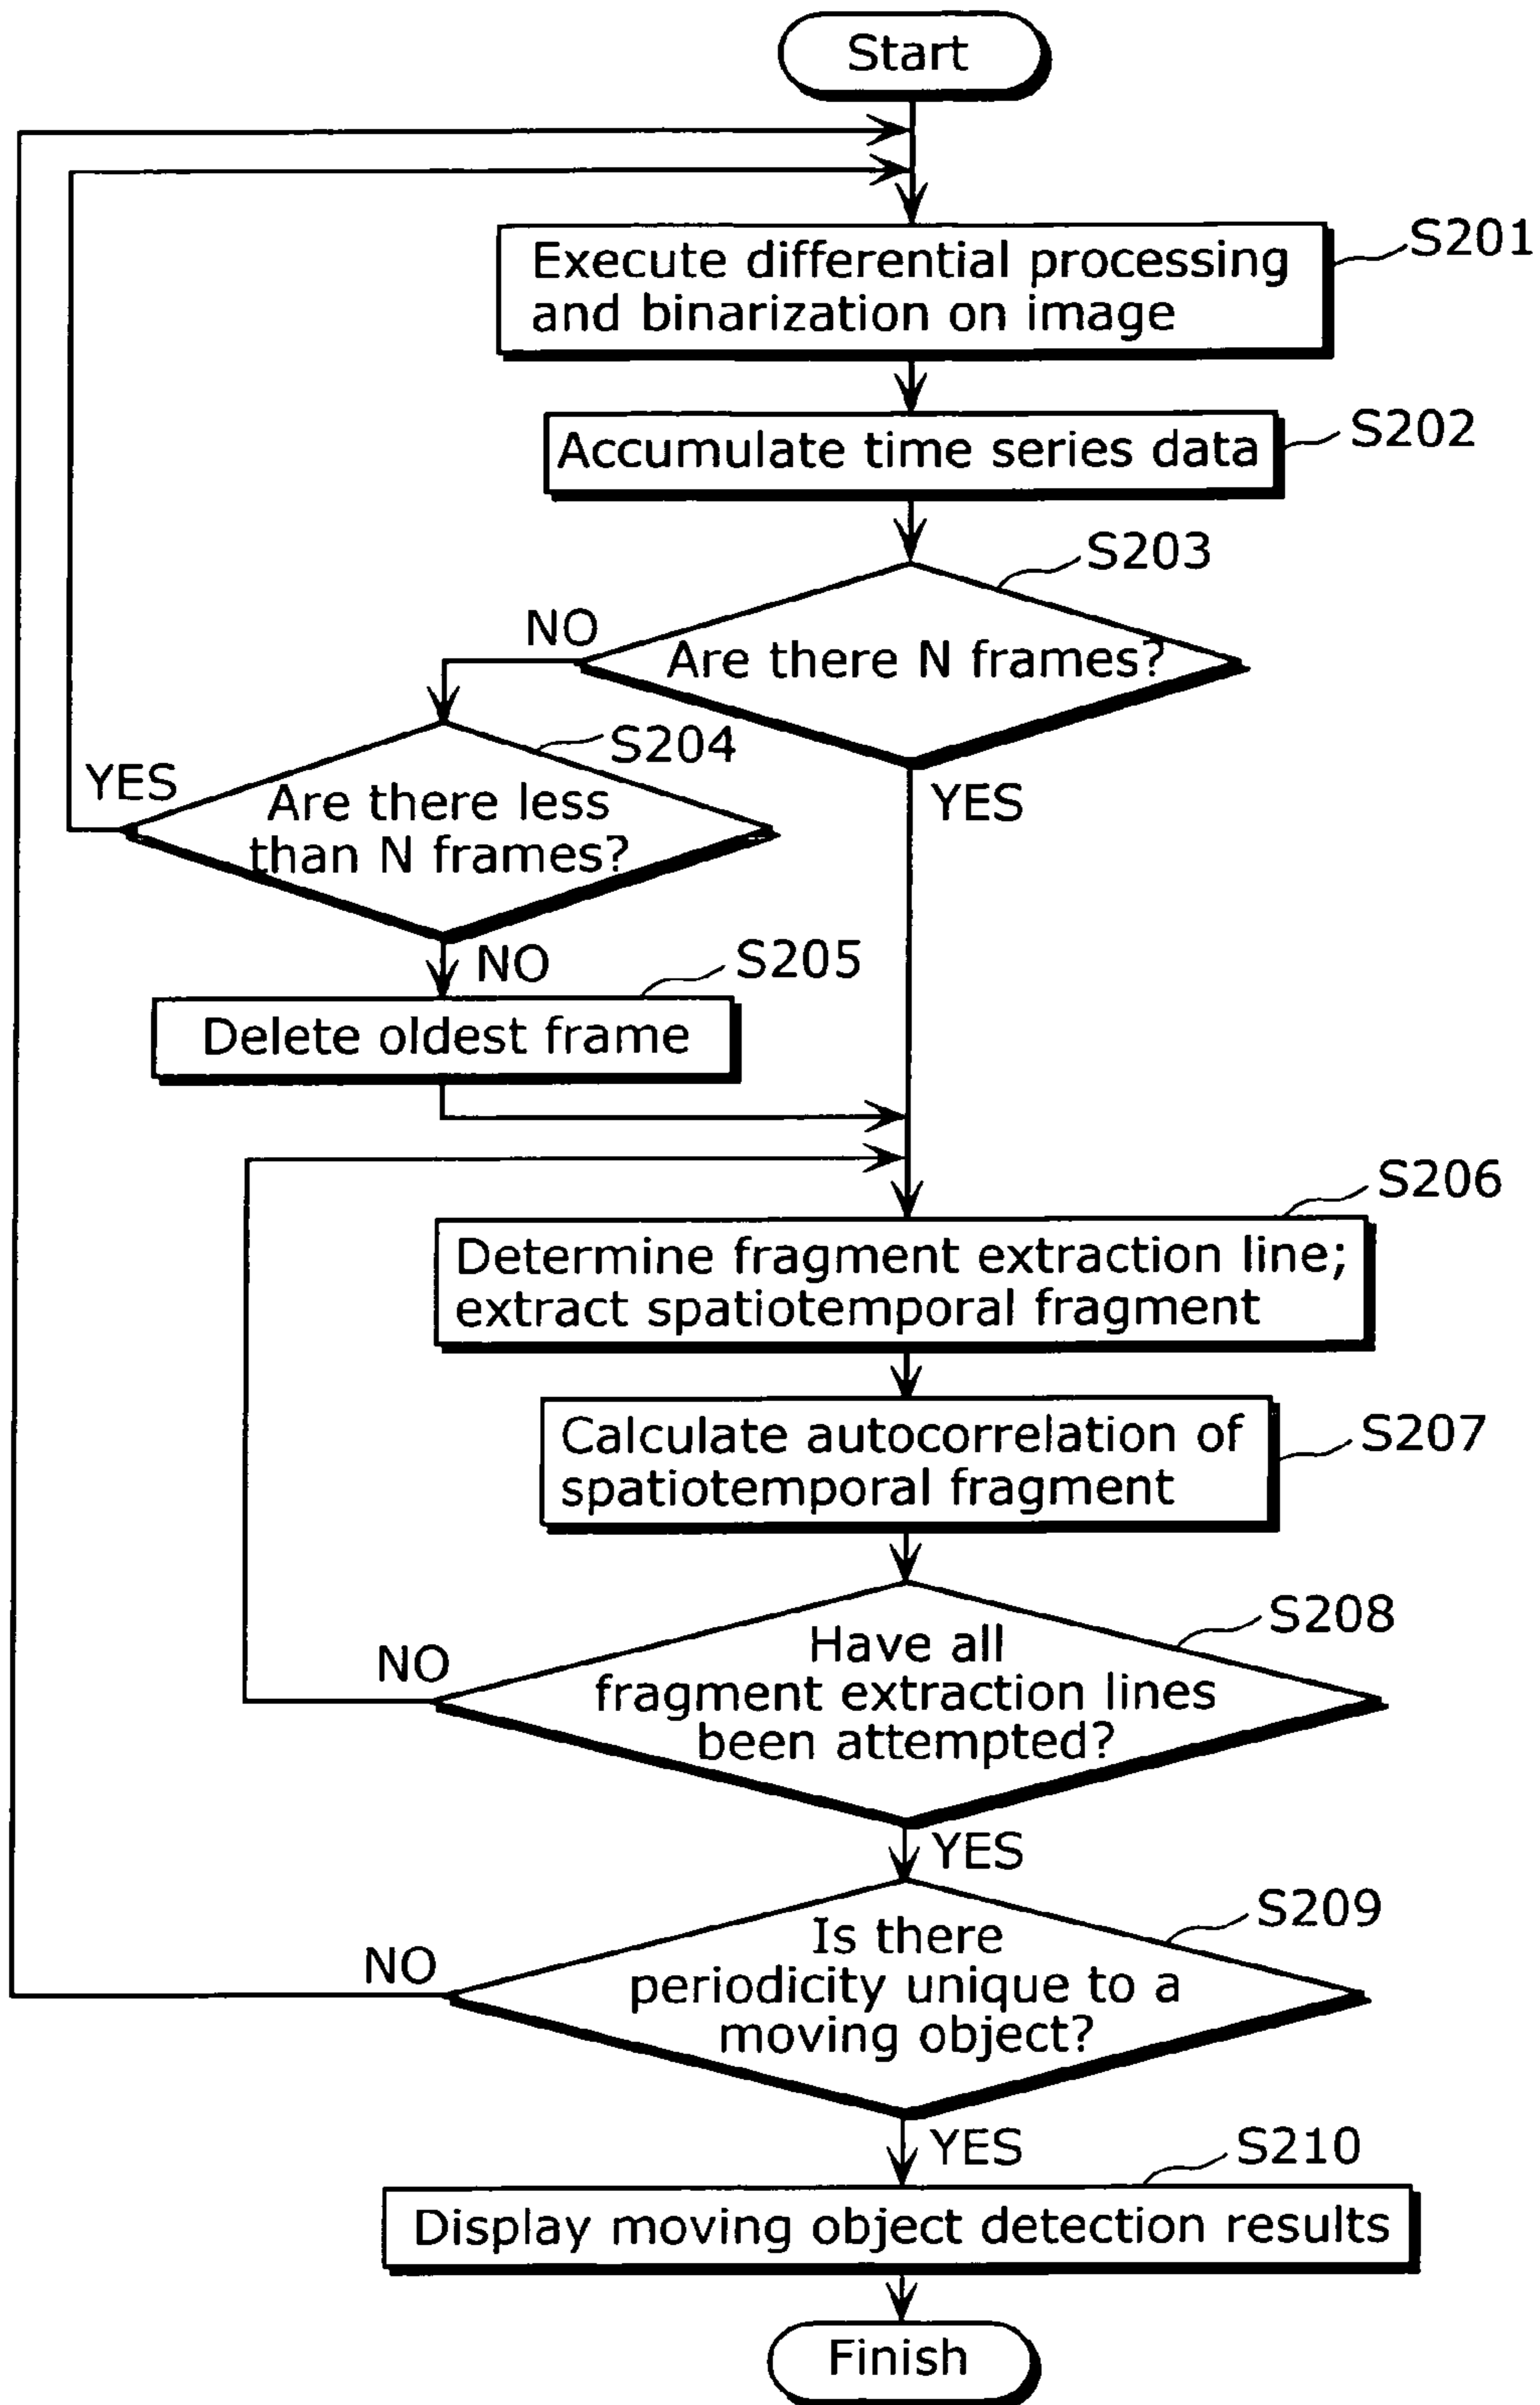 Start
Execute differential processing
and binarization on image
S201
Accumulate time series data
S202
S203
NO
Are there N frames?
S204
YES
YES
Are there less
than N frames?
NO
S205
Delete oldest frame
S206
Determine fragment extraction line;
extract spatiotemporal fragment
Calculate autocorrelation of
spatiotemporal fragment
S207
S208
NO
Have all
fragment extraction lines
been attempted?
YES
S209
NO
Is there
periodicity unique to a
moving object?
YES
S210
Display moving object detection results
Finish